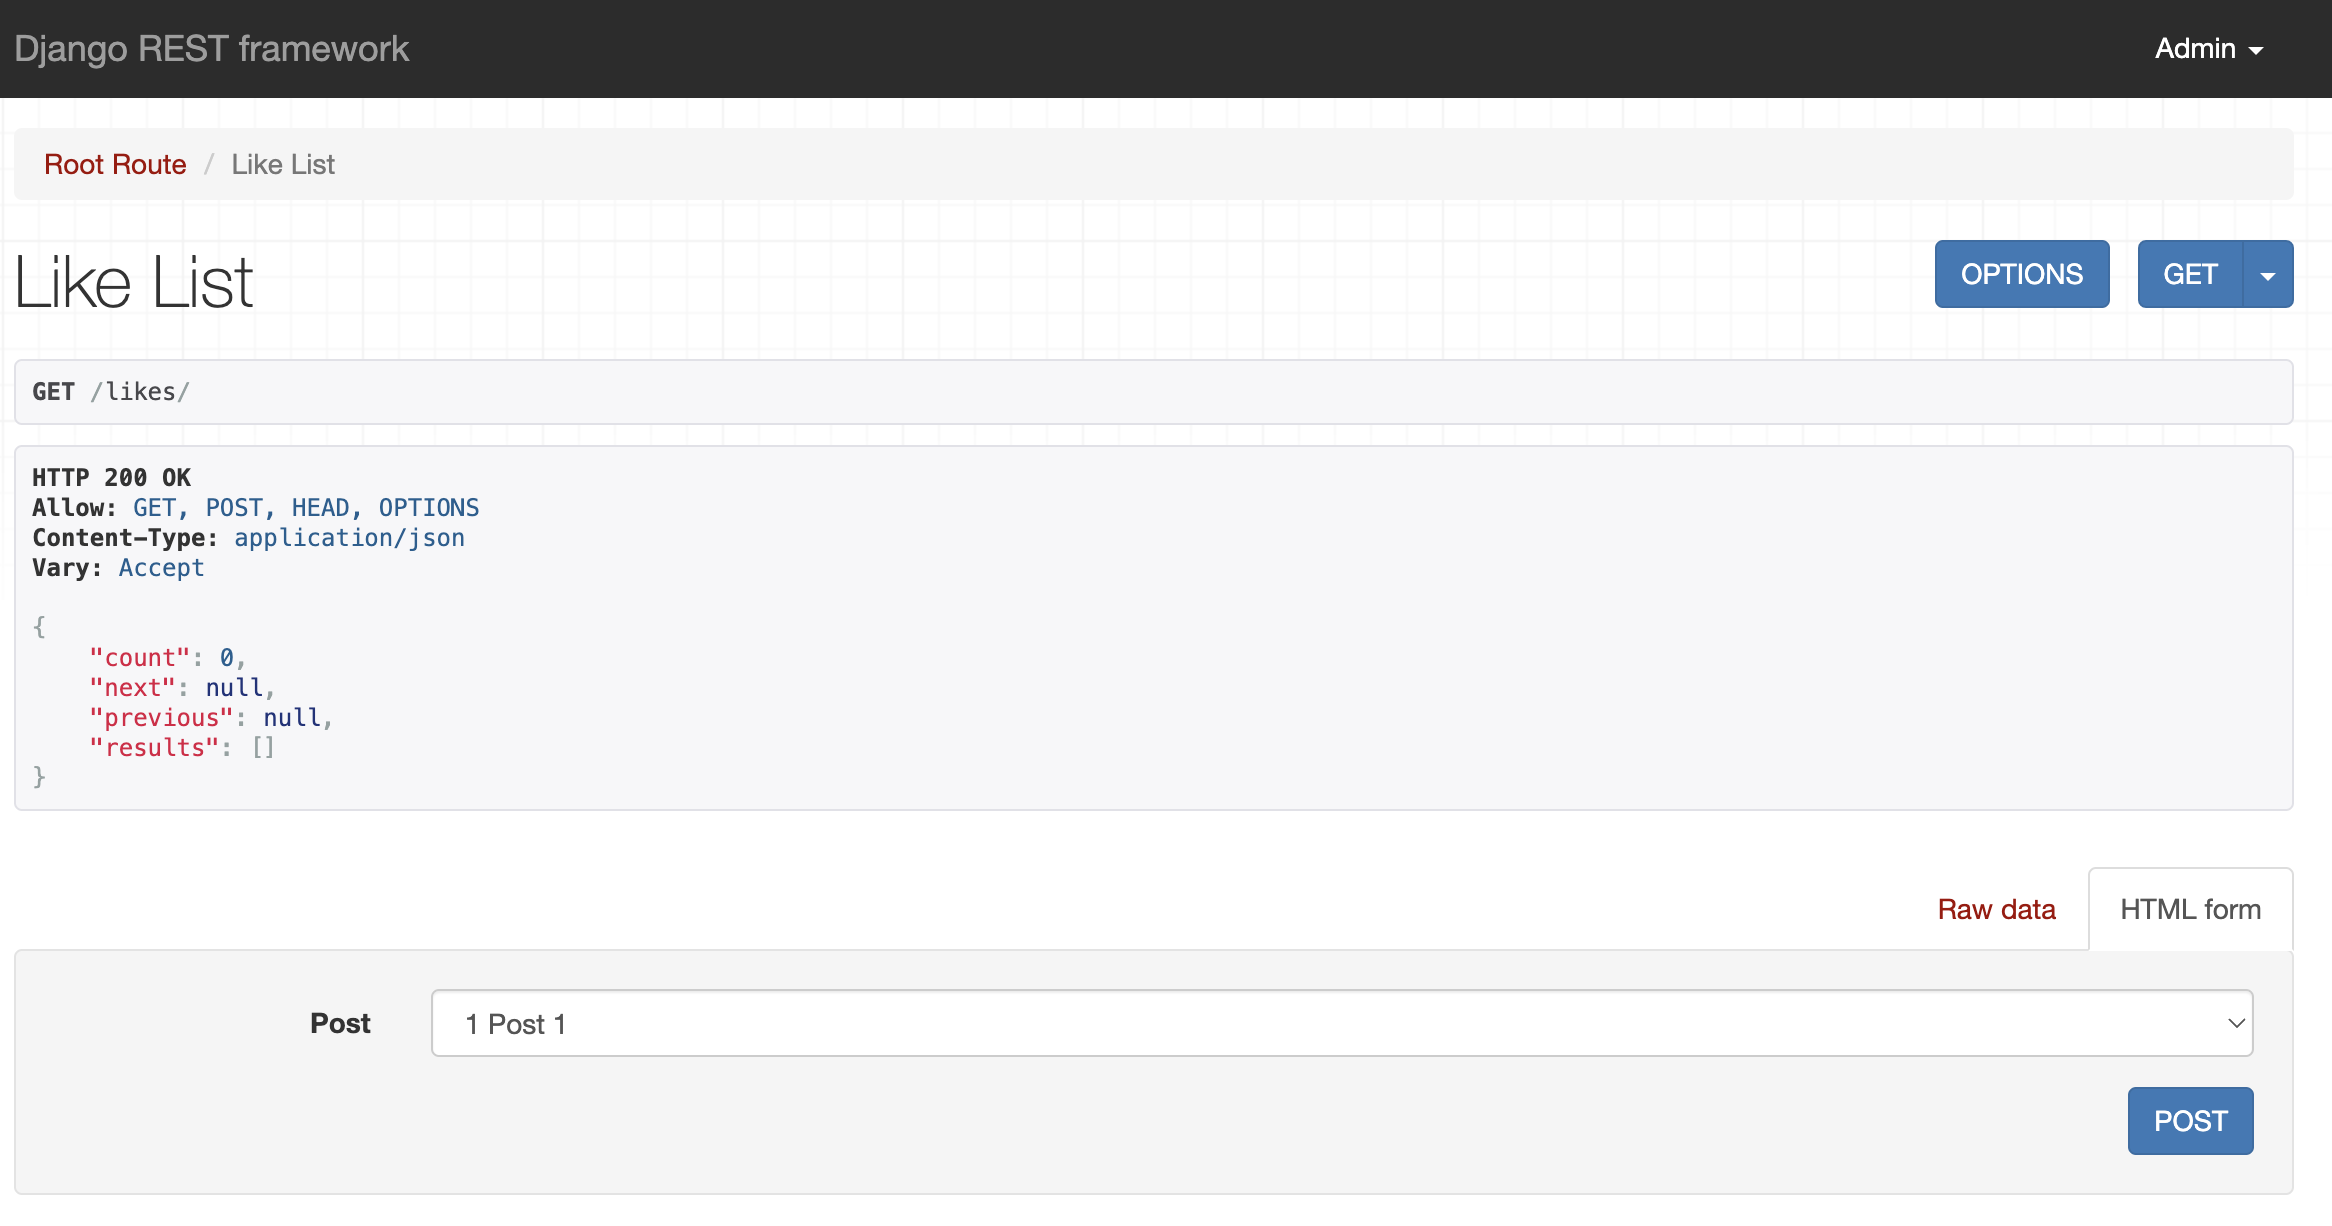 Django REST framework
Admin
Root Route / Like List
Like List
OPTIONS
GET
GET /likes/
HTTP 200 OK
Allow: GET, POST, HEAD, OPTIONS
Content-Type: application/json
Vary: Accept
{
    "count": 0,
    "next": null,
    "previous": null,
    "results": []
}
Raw data
HTML form
Post
1 Post 1
POST